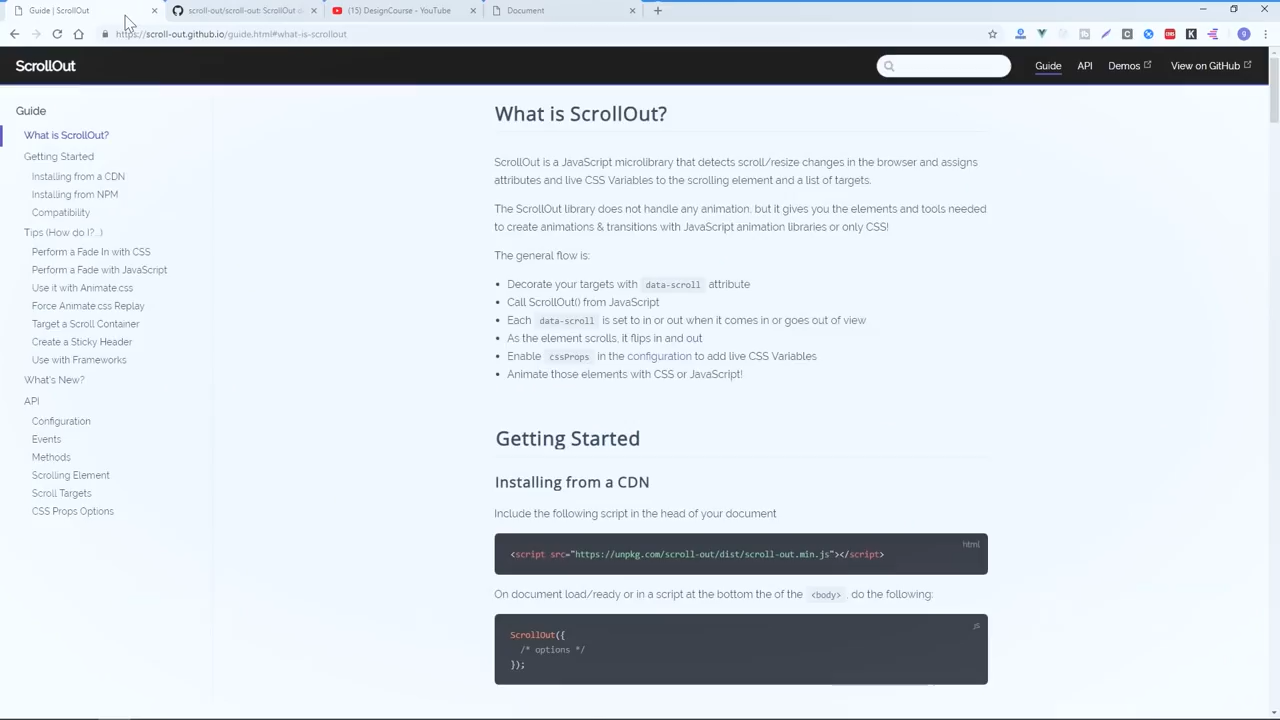 Guide | ScrollOut
scroll-out/scroll-out: ScrollOut d
(15) DesignCourse - YouTube
Document
https://scroll-out.github.io/guide.html#what-is-scrollout
ScrollOut
Guide
API
Demos
View on GitHub
Guide
What is ScrollOut?
Getting Started
Installing from a CDN
Installing from NPM
Compatibility
Tips (How do I?...)
Perform a Fade In with CSS
Perform a Fade with JavaScript
Use it with Animate.css
Force Animate.css Replay
Target a Scroll Container
Create a Sticky Header
Use with Frameworks
What's New?
API
Configuration
Events
Methods
Scrolling Element
Scroll Targets
CSS Props Options
What is ScrollOut?
ScrollOut is a JavaScript microlibrary that detects scroll/resize changes in the browser and assigns
attributes and live CSS Variables to the scrolling element and a list of targets.
The ScrollOut library does not handle any animation, but it gives you the elements and tools needed
to create animations & transitions with JavaScript animation libraries or only CSS!
The general flow is:
• Decorate your targets with data-scroll attribute
• Call ScrollOut() from JavaScript
• Each data-scroll is set to in or out when it comes in or goes out of view
• As the element scrolls, it flips in and out
• Enable cssProps in the configuration to add live CSS Variables
• Animate those elements with CSS or JavaScript!
Getting Started
Installing from a CDN
Include the following script in the head of your document
html
<script src="https://unpkg.com/scroll-out/dist/scroll-out.min.js"></script>
On document load/ready or in a script at the bottom the of the <body>, do the following:
js
ScrollOut({
/* options */
});